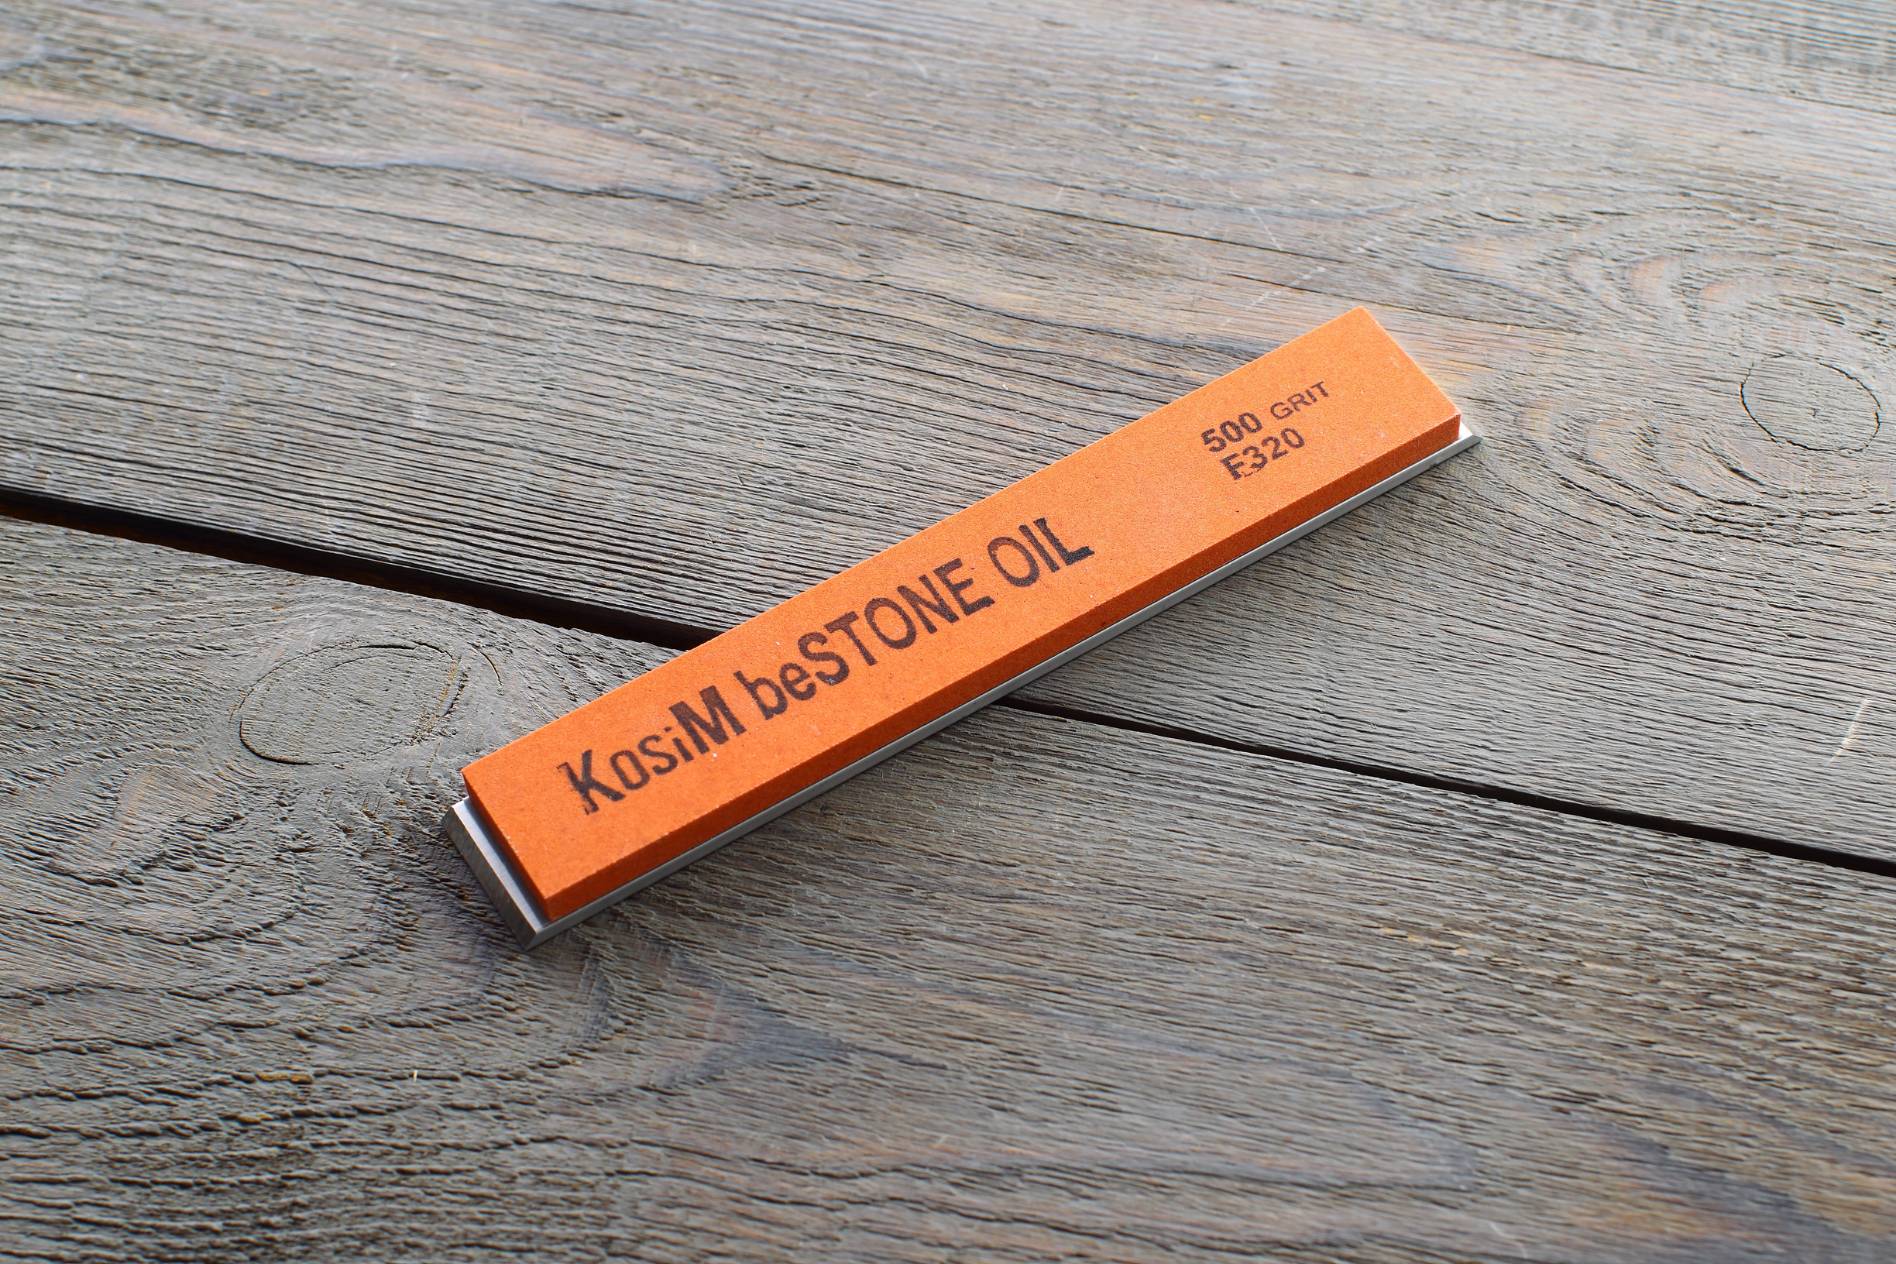 KosiM beSTONE OIL
500 GRIT
F320